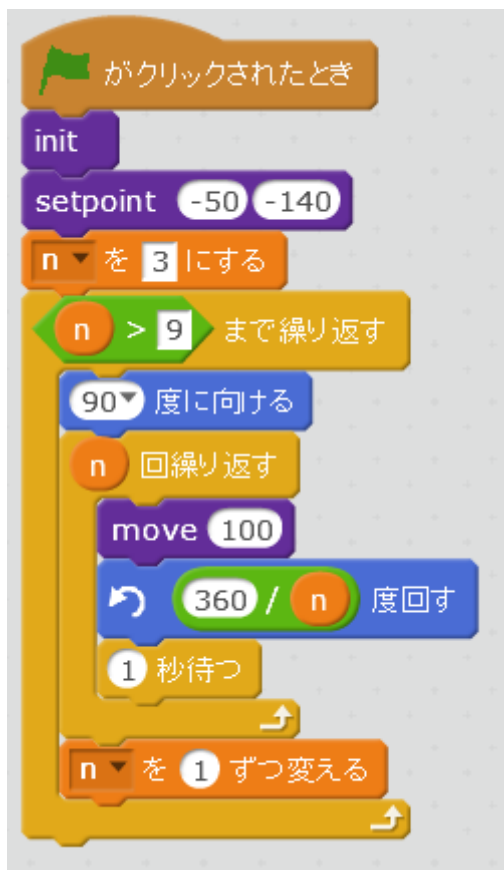 がクリックされたとき
init
setpoint -50 -140
n を 3 にする
n > 9 まで繰り返す
90 度に向ける
n 回繰り返す
move 100
360 / n 度回す
1 秒待つ
n を 1 ずつ変える